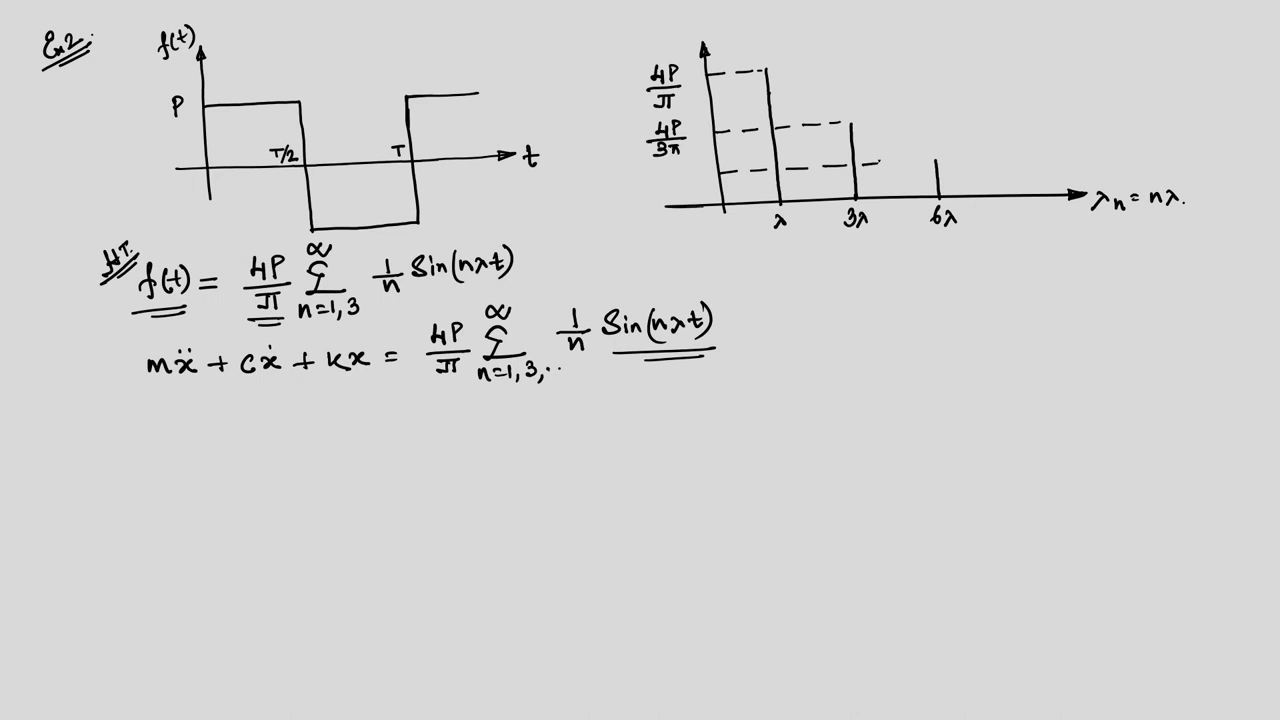 Ex2.
f(t)
P
T/2
T
t
4P/π
4P/3π
λ
3λ
6λ
λn = nλ.
HT.
f(t) = 4P/π ∑ n=1,3 ∞ 1/n Sin(nλt)
mẍ + cẋ + kx = 4P/π ∑ n=1,3,.. ∞ 1/n Sin(nλt)